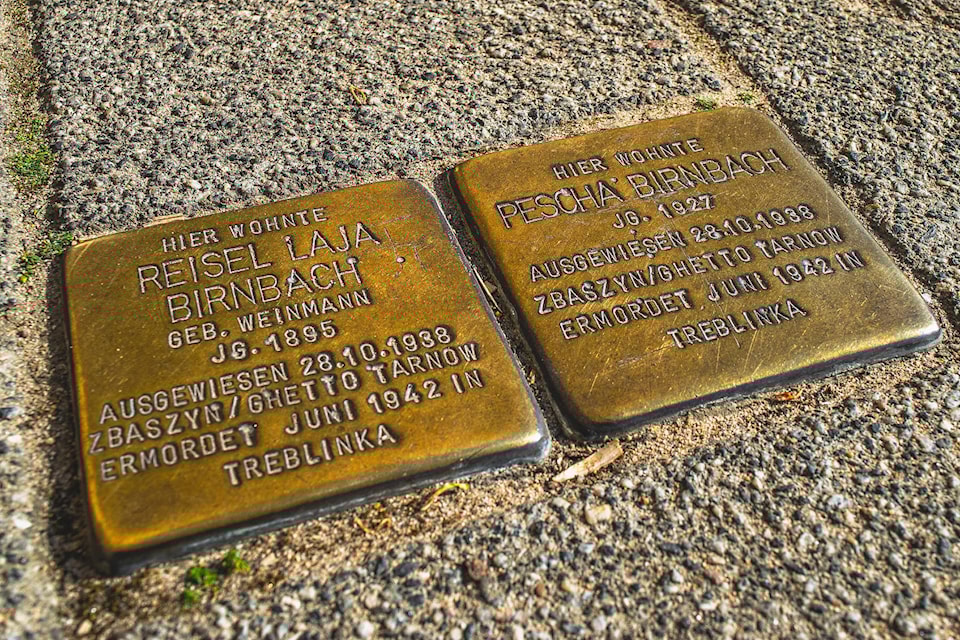 HIER WOHNTE
REISEL LAJA
BIRNBACH
GEB. WEINMANN
JG. 1895
AUSGEWIESEN 28.10.1938
ZBASZYN/GHETTO TARNOW
ERMORDET JUNI 1942 IN
TREBLINKA
HIER WOHNTE
PESCHA BIRNBACH
JG. 1927
AUSGEWIESEN 28.10.1938
ZBASZYN/GHETTO TARNOW
ERMORDET JUNI 1942 IN
TREBLINKA